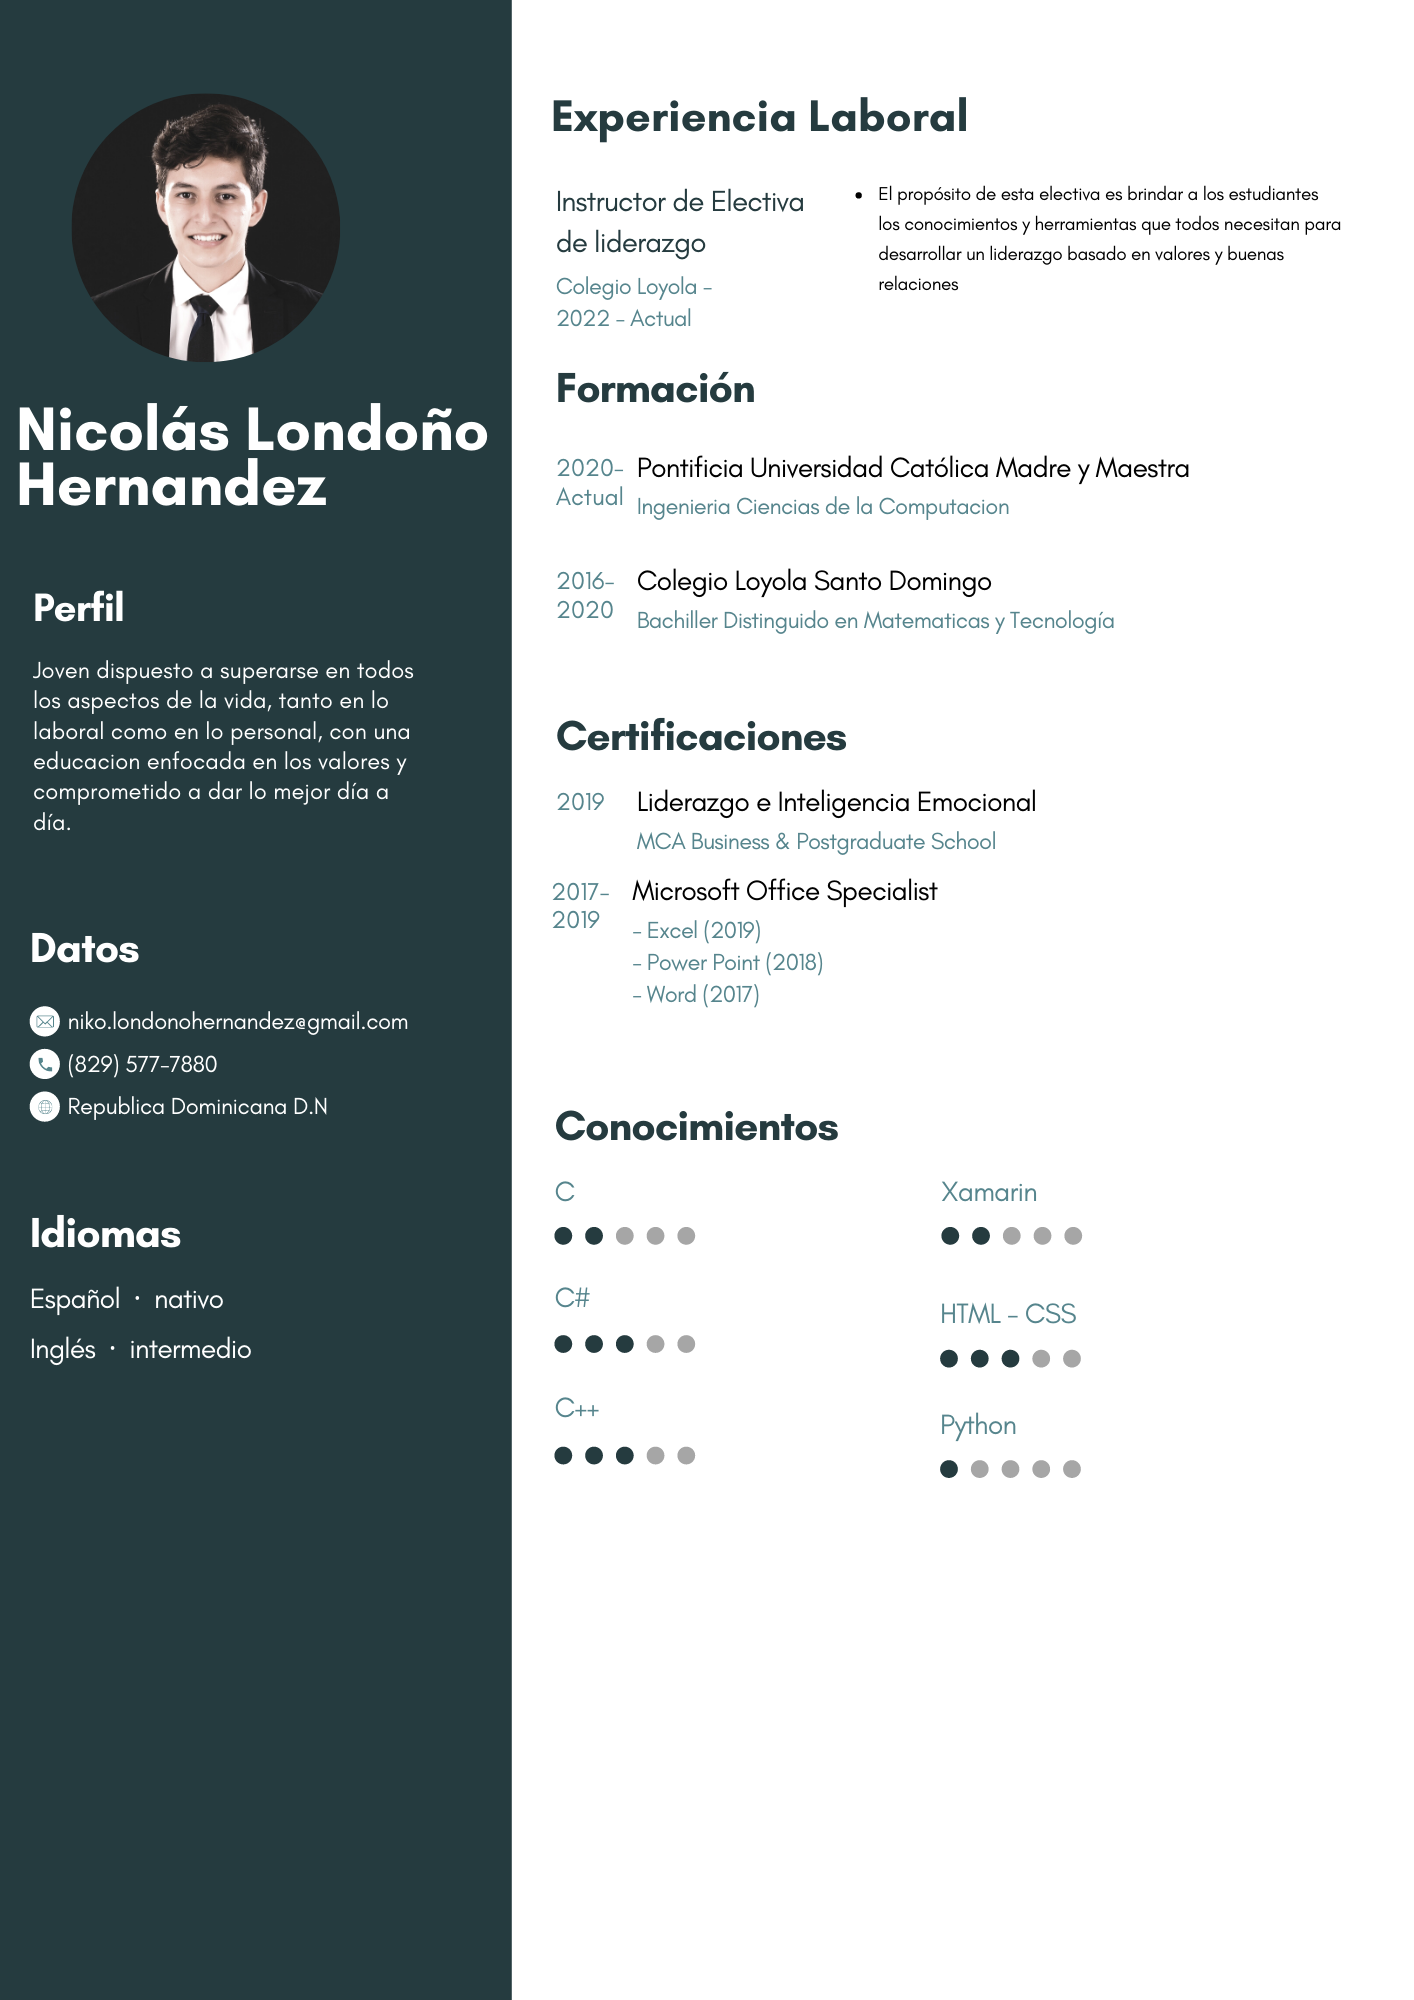 Nicolás Londoño
Hernandez
Perfil
Joven dispuesto a superarse en todos
los aspectos de la vida, tanto en lo
laboral como en lo personal, con una
educacion enfocada en los valores y
comprometido a dar lo mejor día a
día.
Datos
niko.londonohernandez@gmail.com
(829) 577-7880
Republica Dominicana D.N
Idiomas
Español · nativo
Inglés · intermedio
Experiencia Laboral
Instructor de Electiva
de liderazgo
Colegio Loyola -
2022 - Actual
• El propósito de esta electiva es brindar a los estudiantes
los conocimientos y herramientas que todos necesitan para
desarrollar un liderazgo basado en valores y buenas
relaciones
Formación
2020- Pontificia Universidad Católica Madre y Maestra
Actual Ingenieria Ciencias de la Computacion
2016- Colegio Loyola Santo Domingo
2020 Bachiller Distinguido en Matematicas y Tecnología
Certificaciones
2019 Liderazgo e Inteligencia Emocional
MCA Business & Postgraduate School
2017- Microsoft Office Specialist
2019 - Excel (2019)
- Power Point (2018)
- Word (2017)
Conocimientos
C
C#
C++
Xamarin
HTML - CSS
Python